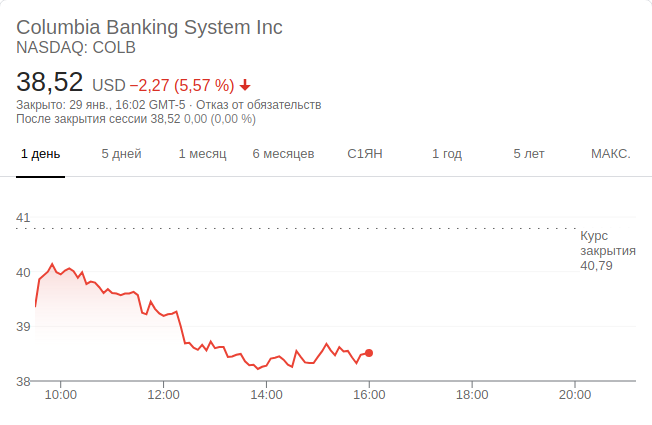 Columbia Banking System Inc
NASDAQ: COLB
38,52 USD −2,27 (5,57 %)
Закрыто: 29 янв., 16:02 GMT-5 · Отказ от обязательств
После закрытия сессии 38,52 0,00 (0,00 %)
1 день 5 дней 1 месяц 6 месяцев С1ЯН 1 год 5 лет МАКС.
41
Курс
закрытия
40,79
40
39
38
10:00 12:00 14:00 16:00 18:00 20:00